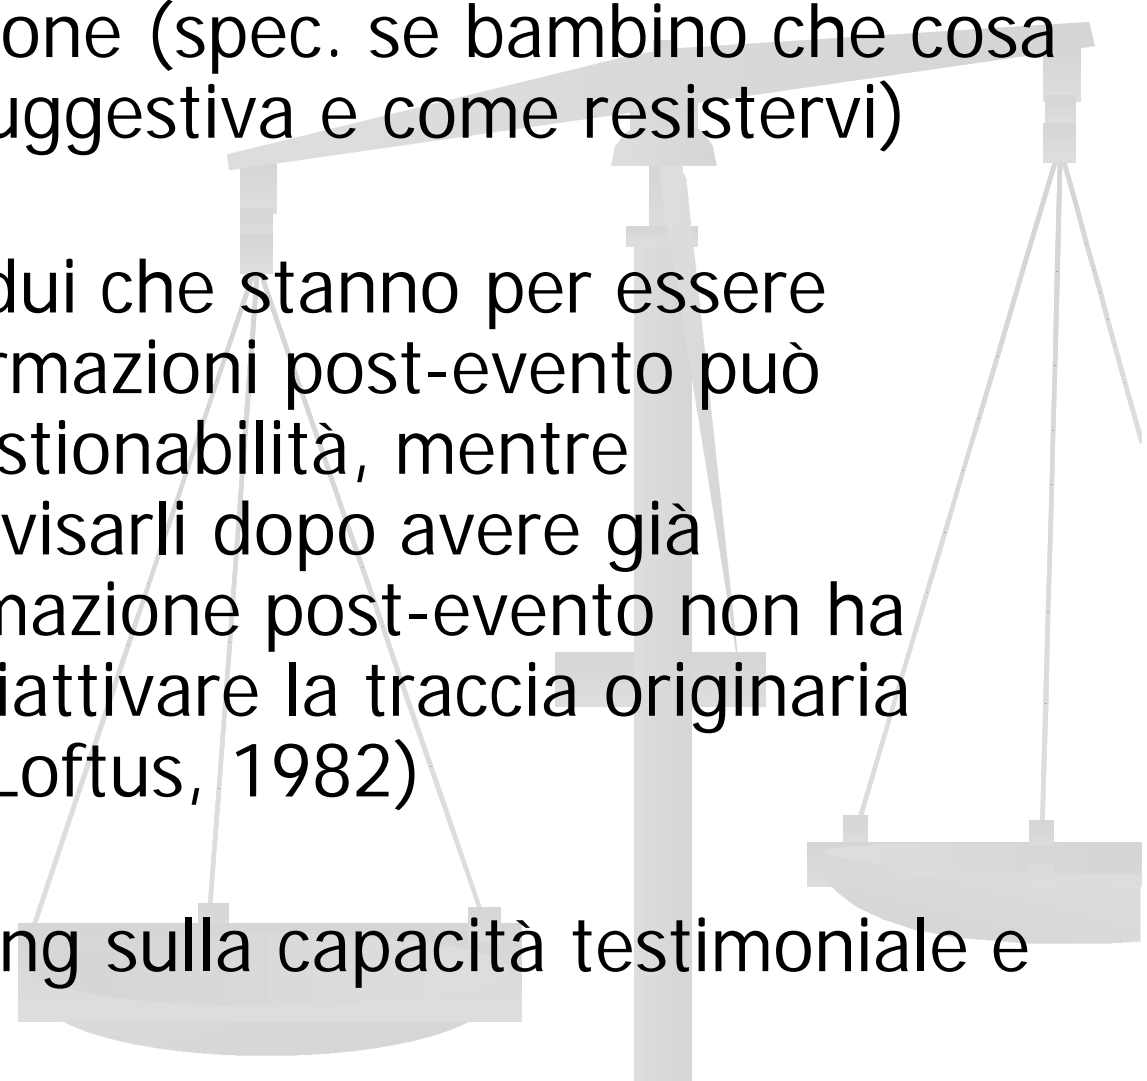 one (spec. se bambino che cosa
uggestiva e come resistervi)
dui che stanno per essere
rmazioni post-evento può
stionabilità, mentre
visarli dopo avere già
mazione post-evento non ha
iattivare la traccia originaria
Loftus, 1982)
ng sulla capacità testimoniale e